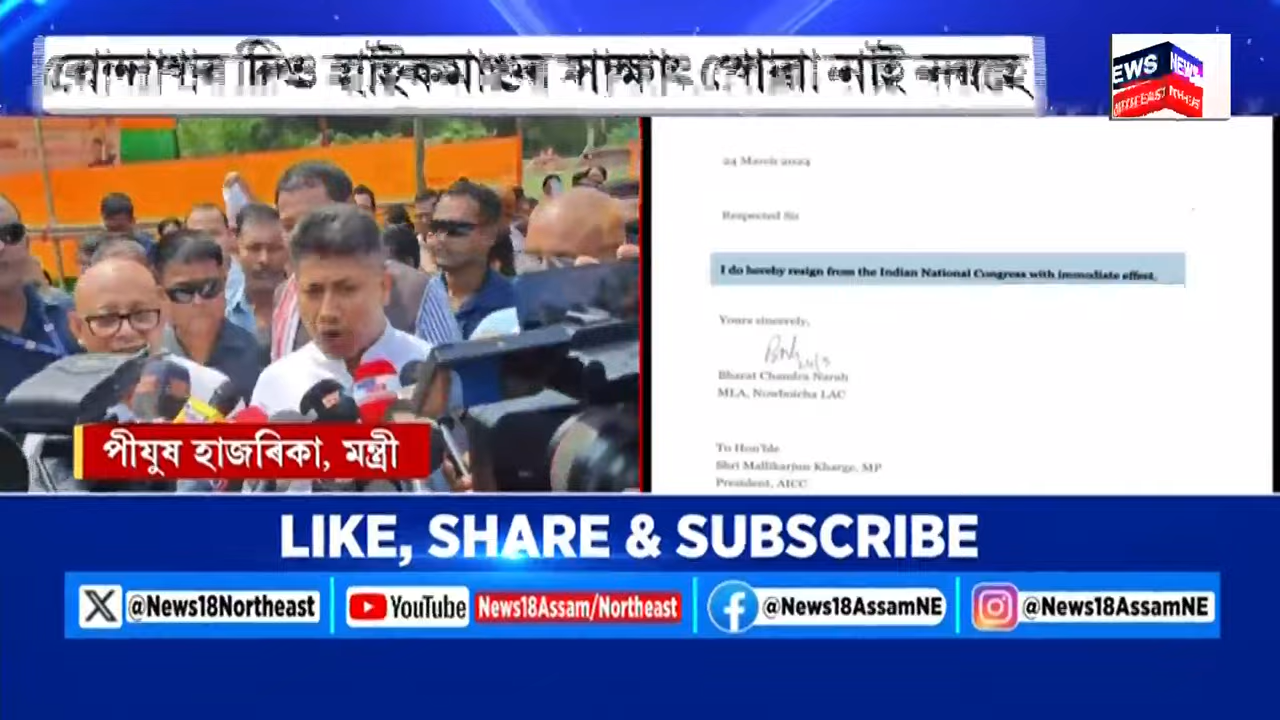 NEWS
24 March 2024
Respected Sir
I do hereby resign from the Indian National Congress with immediate effect.
Yours sincerely,
Bharat Chandra Narah
MLA, Nowboicha LAC
To Hon'ble
Shri Mallikarjun Kharge, MP
President, AICC
পীযুষ হাজৰিকা, মন্ত্ৰী
LIKE, SHARE & SUBSCRIBE
@News18Northeast
YouTube News18Assam/Northeast
@News18AssamNE
@News18AssamNE